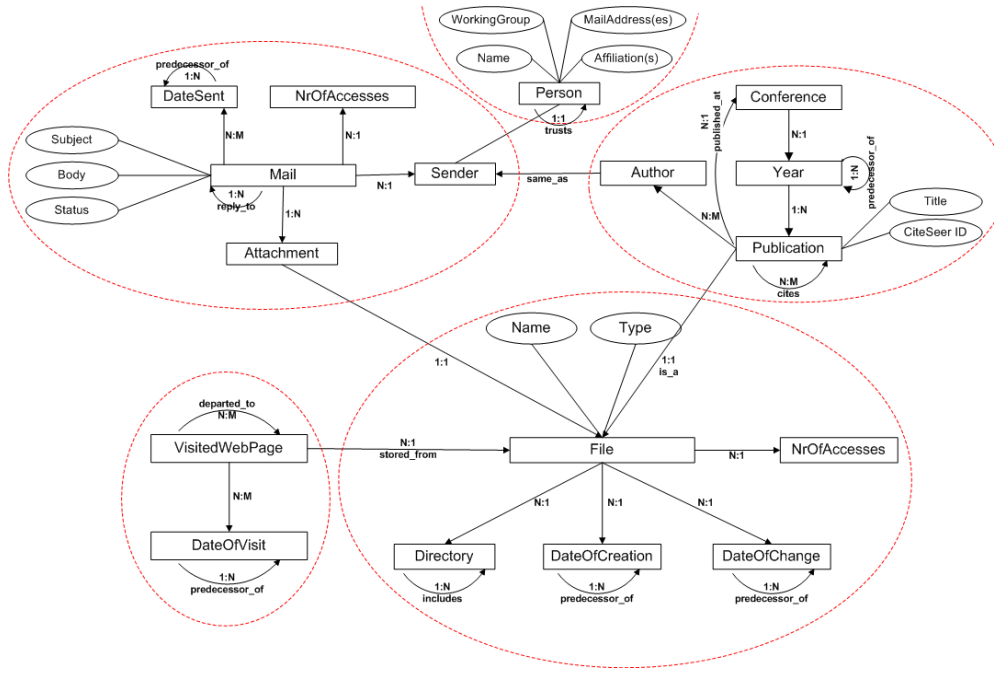 WorkingGroup
MailAddress(es)
Name
Affiliation(s)
Person
1:1
trusts
predecessor_of
1:N
DateSent
NrOfAccesses
N:M
N:1
Subject
Body
Status
Mail
1:N
reply_to
N:1
Sender
same_as
Author
1:N
Attachment
Conference
N:1
published_at
N:1
Year
1:N
predecessor_of
1:N
N:M
Title
CiteSeer ID
Publication
N:M
cites
Name
Type
1:1
1:1
is_a
departed_to
N:M
VisitedWebPage
N:1
stored_from
File
N:1
NrOfAccesses
N:M
N:1
N:1
N:1
DateOfVisit
1:N
predecessor_of
Directory
1:N
includes
DateOfCreation
1:N
predecessor_of
DateOfChange
1:N
predecessor_of